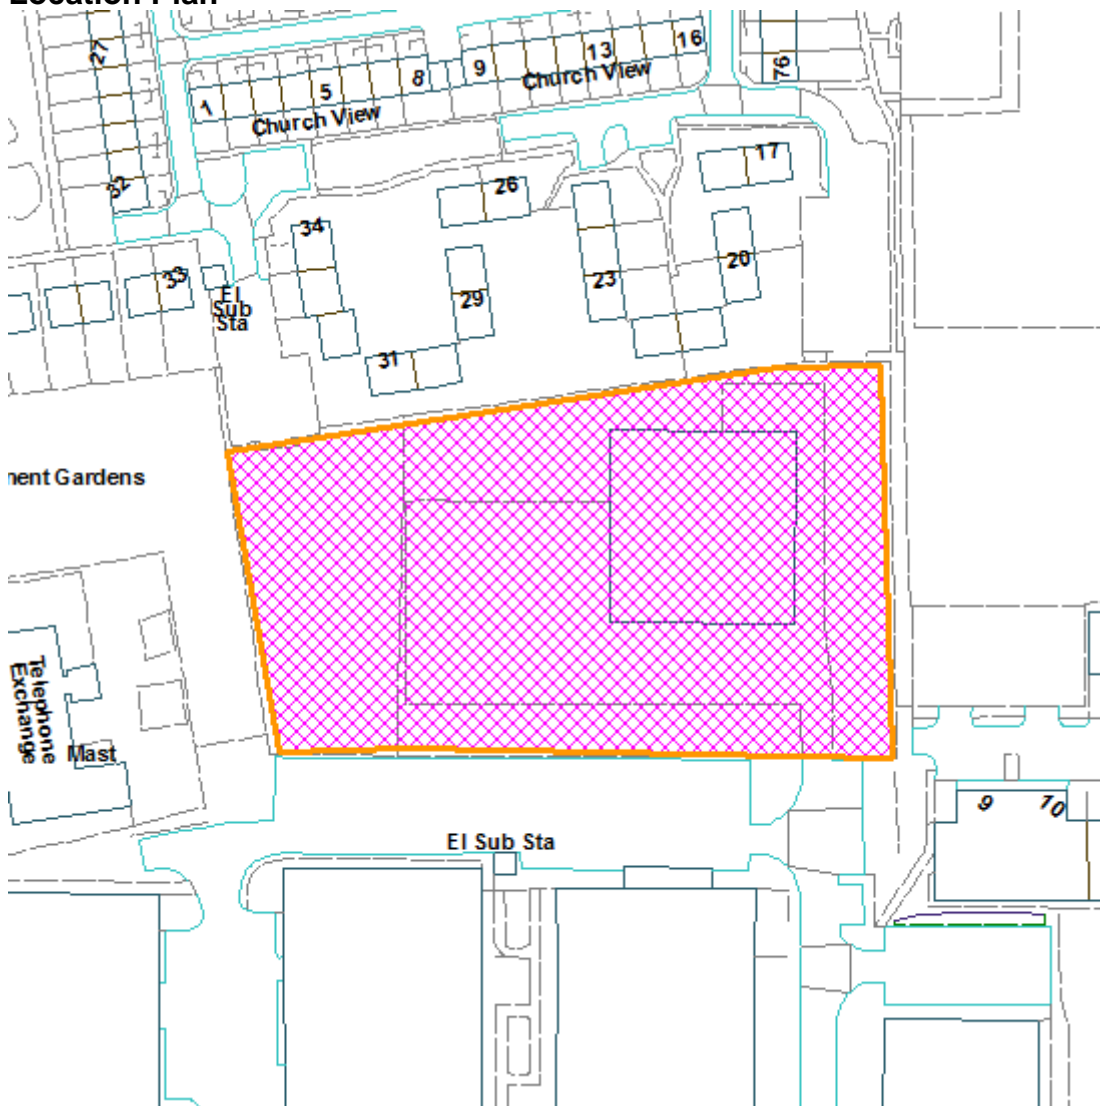 Location Plan
27
1
5
8
9
13
16
76
Church View
Church View
32
17
26
34
33
20
23
29
El
Sub
Sta
31
nent Gardens
Telephone
Exchange
Mast
9
10
El Sub Sta